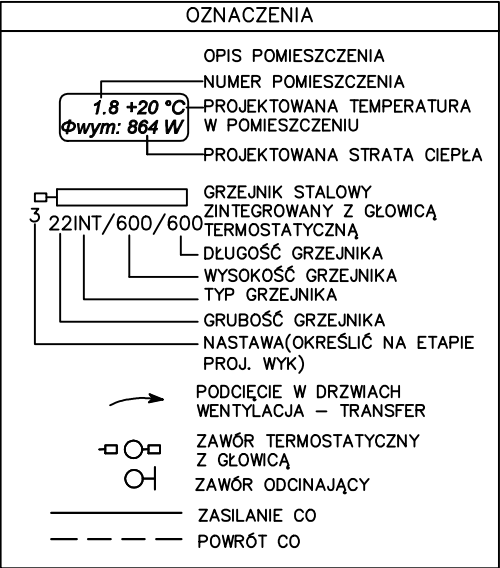 OZNACZENIA
OPIS POMIESZCZENIA
NUMER POMIESZCZENIA
1.8 +20 °C
PROJEKTOWANA TEMPERATURA
W POMIESZCZENIU
Φwym: 864 W
PROJEKTOWANA STRATA CIEPŁA
GRZEJNIK STALOWY
ZINTEGROWANY Z GŁOWICĄ
TERMOSTATYCZNĄ
3 22INT/600/600
DŁUGOŚĆ GRZEJNIKA
WYSOKOŚĆ GRZEJNIKA
TYP GRZEJNIKA
GRUBOŚĆ GRZEJNIKA
NASTAWA(OKREŚLIĆ NA ETAPIE
PROJ. WYK)
PODCIĘCIE W DRZWIACH
WENTYLACJA – TRANSFER
ZAWÓR TERMOSTATYCZNY
Z GŁOWICĄ
ZAWÓR ODCINAJĄCY
ZASILANIE CO
POWRÓT CO